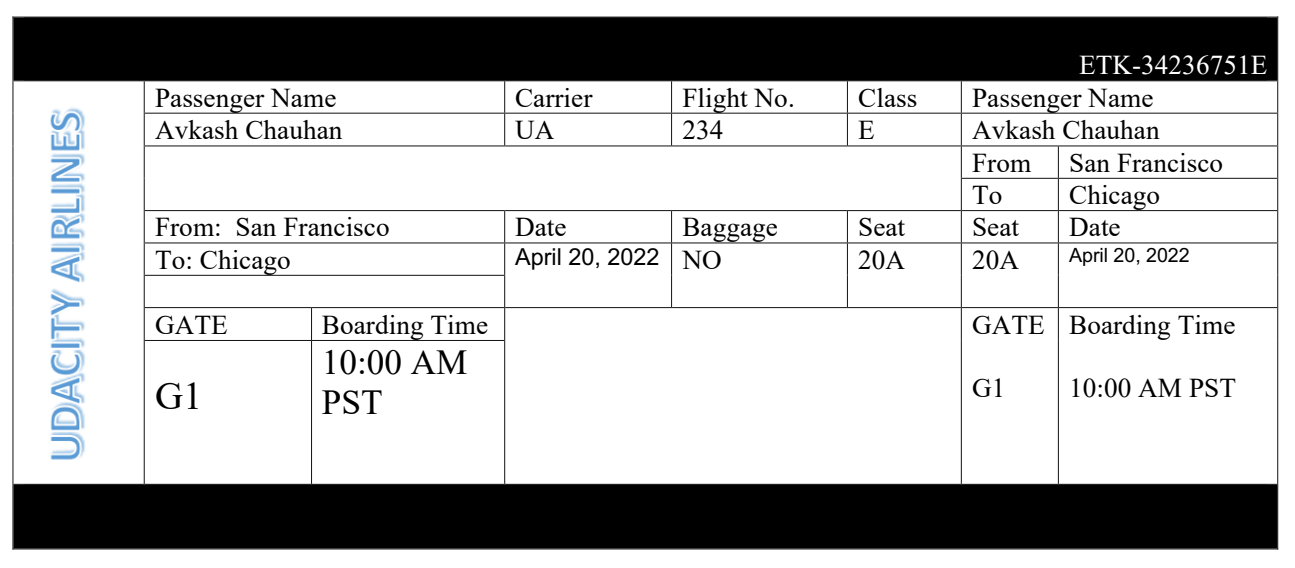 ETK-34236751E
UDACITY AIRLINES
Passenger Name Carrier Flight No. Class Passenger Name
Avkash Chauhan UA 234 E Avkash Chauhan
From San Francisco
To Chicago
From: San Francisco Date Baggage Seat Seat Date
To: Chicago April 20, 2022 NO 20A 20A April 20, 2022
GATE Boarding Time GATE Boarding Time
G1 10:00 AM PST G1 10:00 AM PST